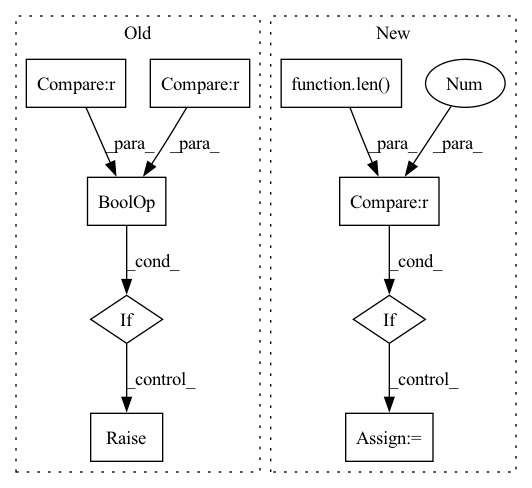 Old
New
Compare:r
Compare:r
function.len()
Num
_para_
_para_
_para_
_para_
BoolOp
Compare:r
_cond_
_cond_
If
If
_control_
_control_
Raise
Assign:=